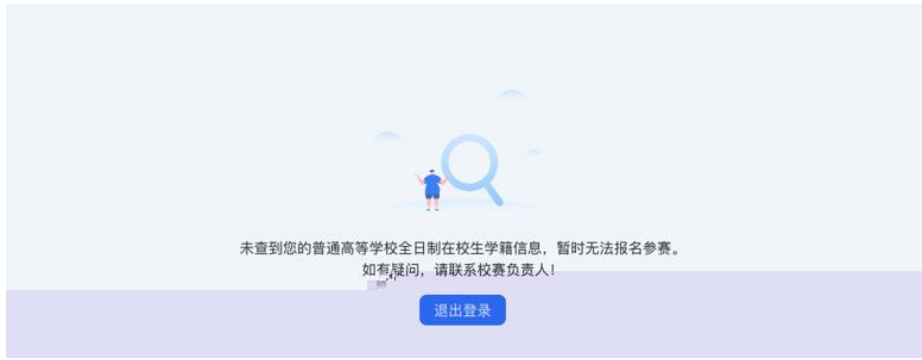 未查到您的普通高等学校全日制在校生学籍信息，暂时无法报名参赛。
如有疑问，请联系校赛负责人！
退出登录